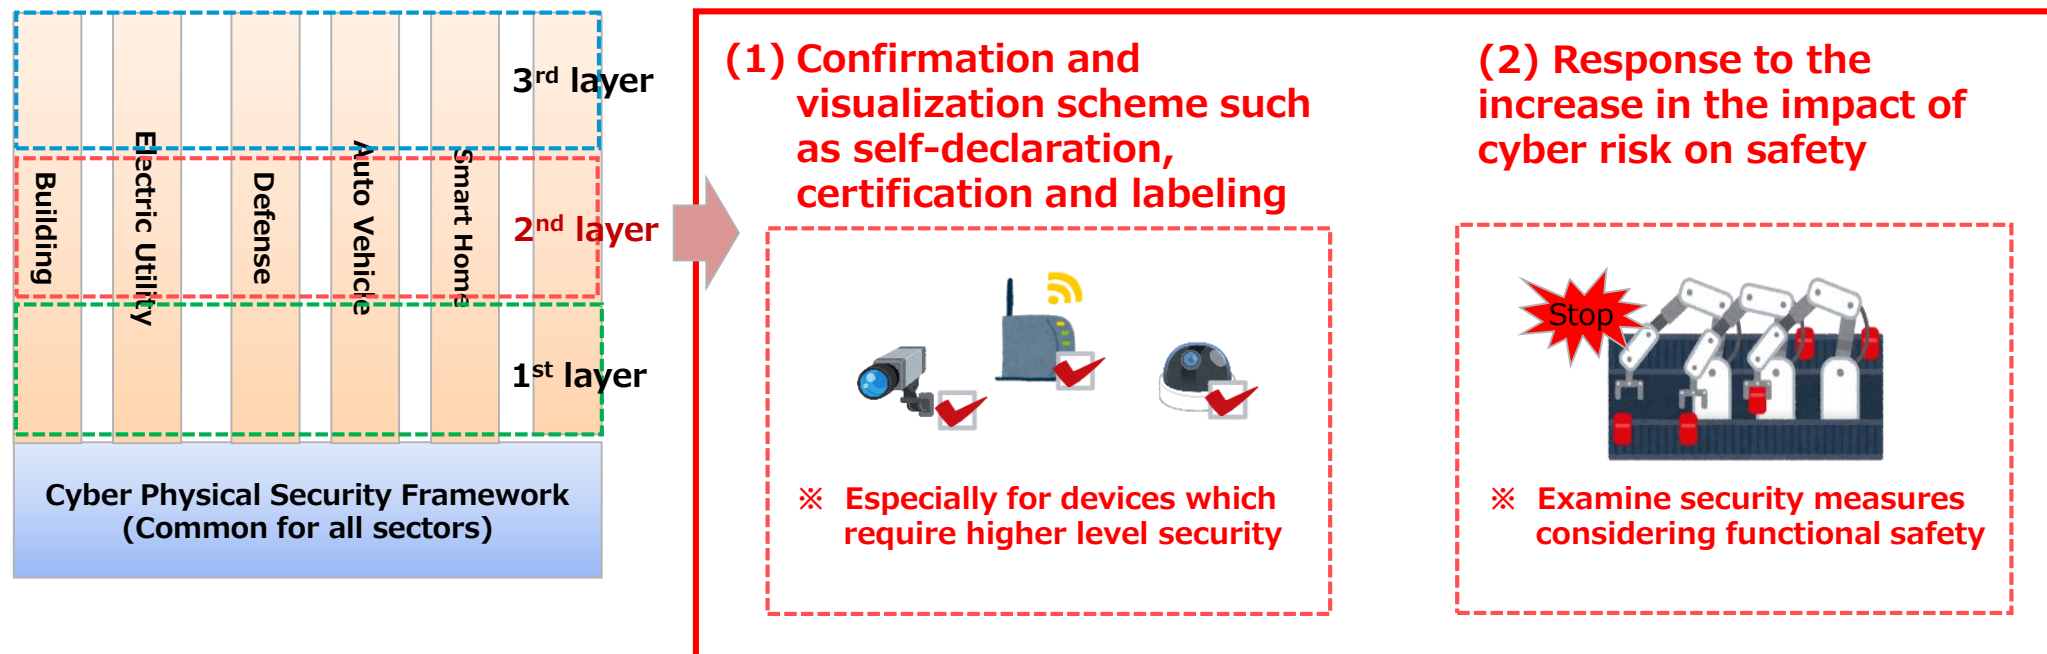 3rd layer
2nd layer
1st layer
Building
Electric Utility
Defense
Auto Vehicle
Smart Home
Cyber Physical Security Framework
(Common for all sectors)
(1) Confirmation and
visualization scheme such
as self-declaration,
certification and labeling
※ Especially for devices which
require higher level security
(2) Response to the
increase in the impact of
cyber risk on safety
Stop
※ Examine security measures
considering functional safety